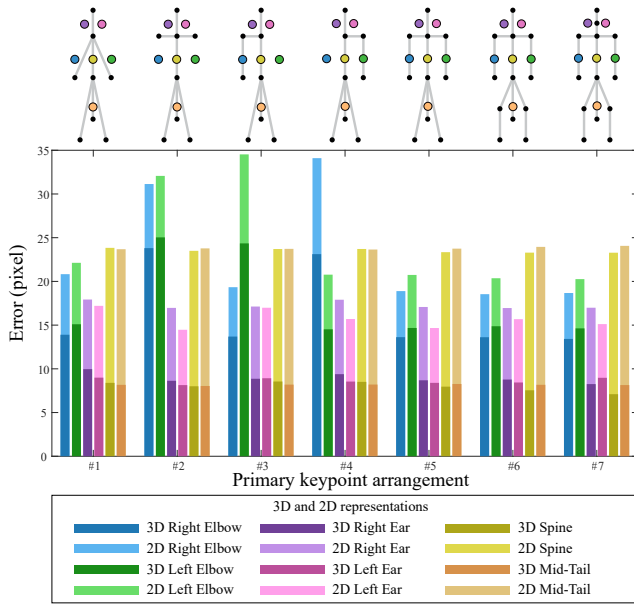 35
30
25
20
15
10
5
0
Error (pixel)
#1 #2 #3 #4 #5 #6 #7
Primary keypoint arrangement
3D and 2D representations
3D Right Elbow 3D Right Ear 3D Spine
2D Right Elbow 2D Right Ear 2D Spine
3D Left Elbow 3D Left Ear 3D Mid-Tail
2D Left Elbow 2D Left Ear 2D Mid-Tail